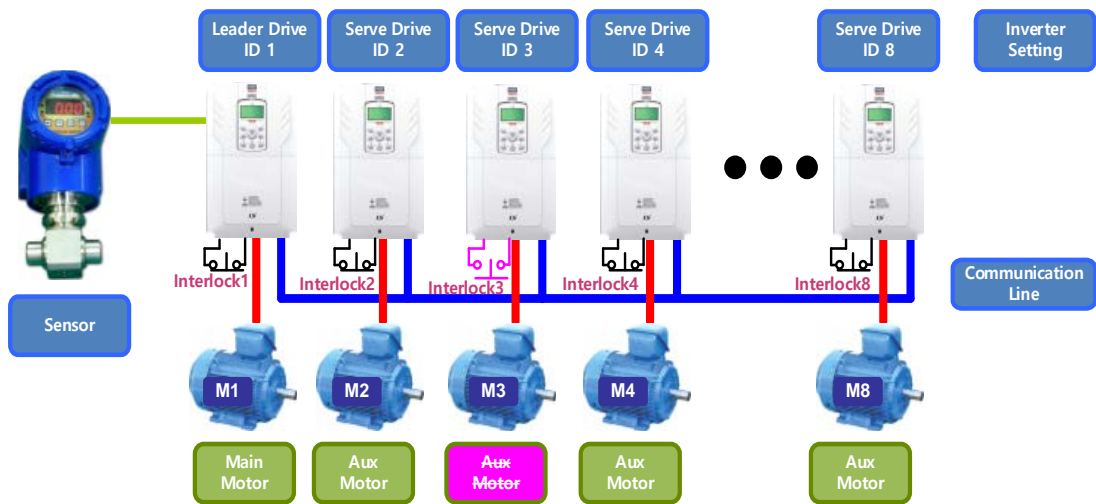 Leader Drive
ID 1
Serve Drive
ID 2
Serve Drive
ID 3
Serve Drive
ID 4
Serve Drive
ID 8
Inverter
Setting
Interlock1
Interlock2
Interlock3
Interlock4
Interlock8
Communication
Line
Sensor
M1
M2
M3
M4
M8
Main
Motor
Aux
Motor
Aux
Motor
Aux
Motor
Aux
Motor